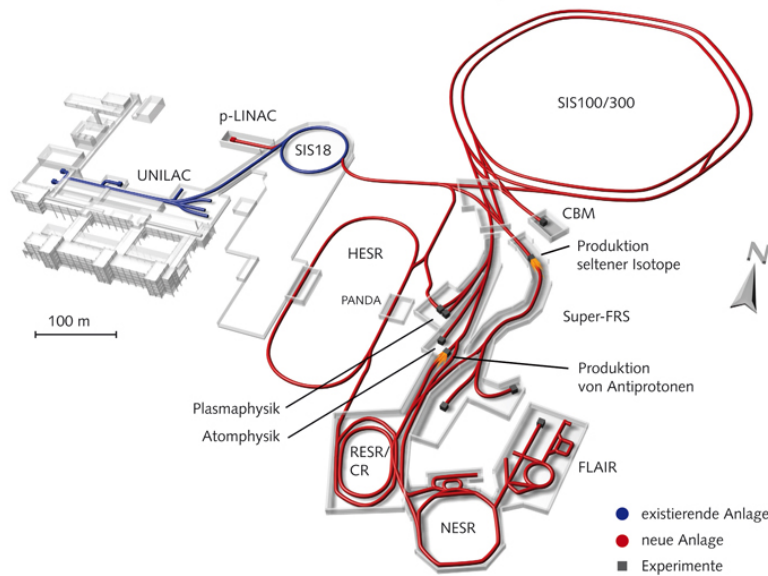 SIS100/300
p-LINAC
SIS18
UNILAC
CBM
N
HESR
Produktion
seltener Isotope
PANDA
100 m
Super-FRS
Produktion
von Antiprotonen
Plasmaphysik
Atomphysik
RESR/
CR
FLAIR
NESR
existierende Anlage
neue Anlage
Experimente